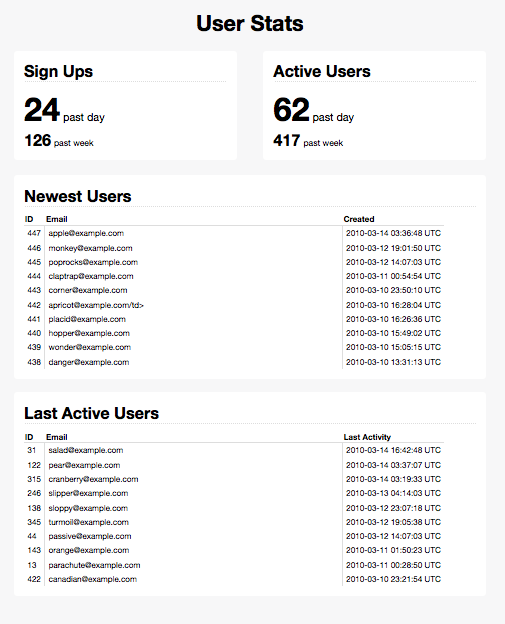 User Stats
Sign Ups
24 past day
126 past week
Active Users
62 past day
417 past week
Newest Users
ID Email Created
447 apple@example.com 2010-03-14 03:36:48 UTC
446 monkey@example.com 2010-03-12 19:01:50 UTC
445 poprocks@example.com 2010-03-12 14:07:03 UTC
444 claptrap@example.com 2010-03-11 00:54:54 UTC
443 corner@example.com 2010-03-10 23:50:10 UTC
442 apricot@example.com/td> 2010-03-10 16:28:04 UTC
441 placid@example.com 2010-03-10 16:26:36 UTC
440 hopper@example.com 2010-03-10 15:49:02 UTC
439 wonder@example.com 2010-03-10 15:05:15 UTC
438 danger@example.com 2010-03-10 13:31:13 UTC
Last Active Users
ID Email Last Activity
31 salad@example.com 2010-03-14 16:42:48 UTC
122 pear@example.com 2010-03-14 03:37:07 UTC
315 cranberry@example.com 2010-03-14 03:19:33 UTC
246 slipper@example.com 2010-03-13 04:14:03 UTC
138 sloppy@example.com 2010-03-12 23:07:18 UTC
345 turmoil@example.com 2010-03-12 19:05:38 UTC
44 passive@example.com 2010-03-12 14:07:03 UTC
143 orange@example.com 2010-03-11 01:50:23 UTC
13 parachute@example.com 2010-03-11 00:28:50 UTC
422 canadian@example.com 2010-03-10 23:21:54 UTC